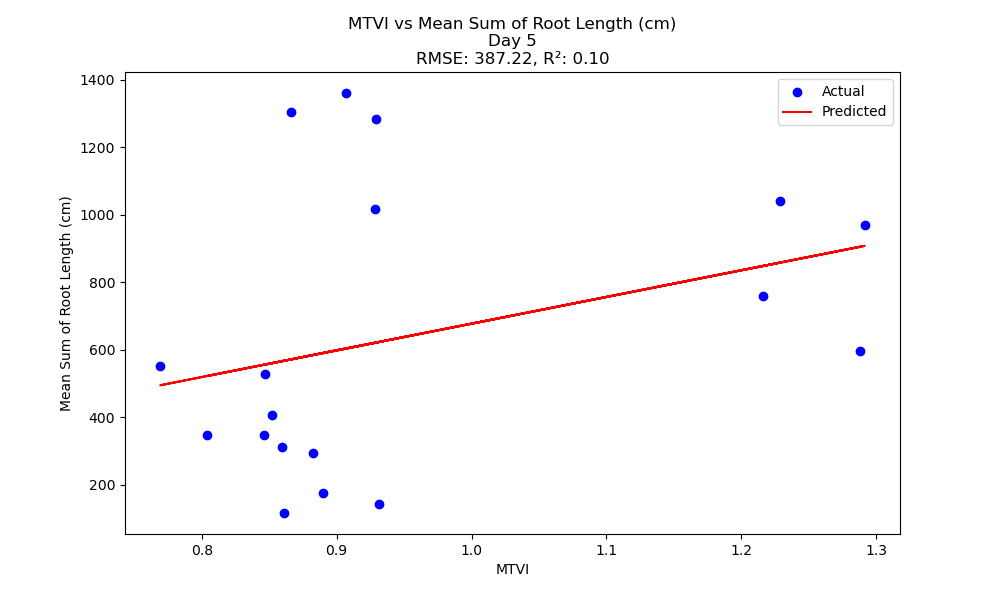 MTVI vs Mean Sum of Root Length (cm)
Day 5
RMSE: 387.22, R²: 0.10
Actual
Predicted
Mean Sum of Root Length (cm)
1400
1200
1000
800
600
400
200
0.8
0.9
1.0
1.1
1.2
1.3
MTVI